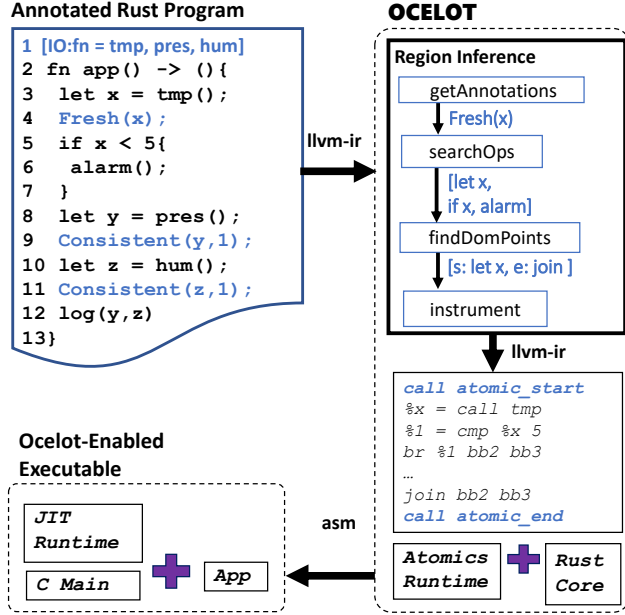 Annotated Rust Program
1 [IO:fn = tmp, pres, hum]
2 fn app() -> (){
3 let x = tmp();
4 Fresh(x);
5 if x < 5{
6 alarm();
7 }
8 let y = pres();
9 Consistent(y,1);
10 let z = hum();
11 Consistent(z,1);
12 log(y,z)
13}
llvm-ir
OCELOT
Region Inference
getAnnotations
Fresh(x)
searchOps
[let x,
if x, alarm]
findDomPoints
[s: let x, e: join ]
instrument
llvm-ir
call atomic_start
%x = call tmp
%1 = cmp %x 5
br %1 bb2 bb3
…
join bb2 bb3
call atomic_end
Atomics
Runtime
Rust
Core
asm
Ocelot-Enabled
Executable
JIT
Runtime
C Main
App